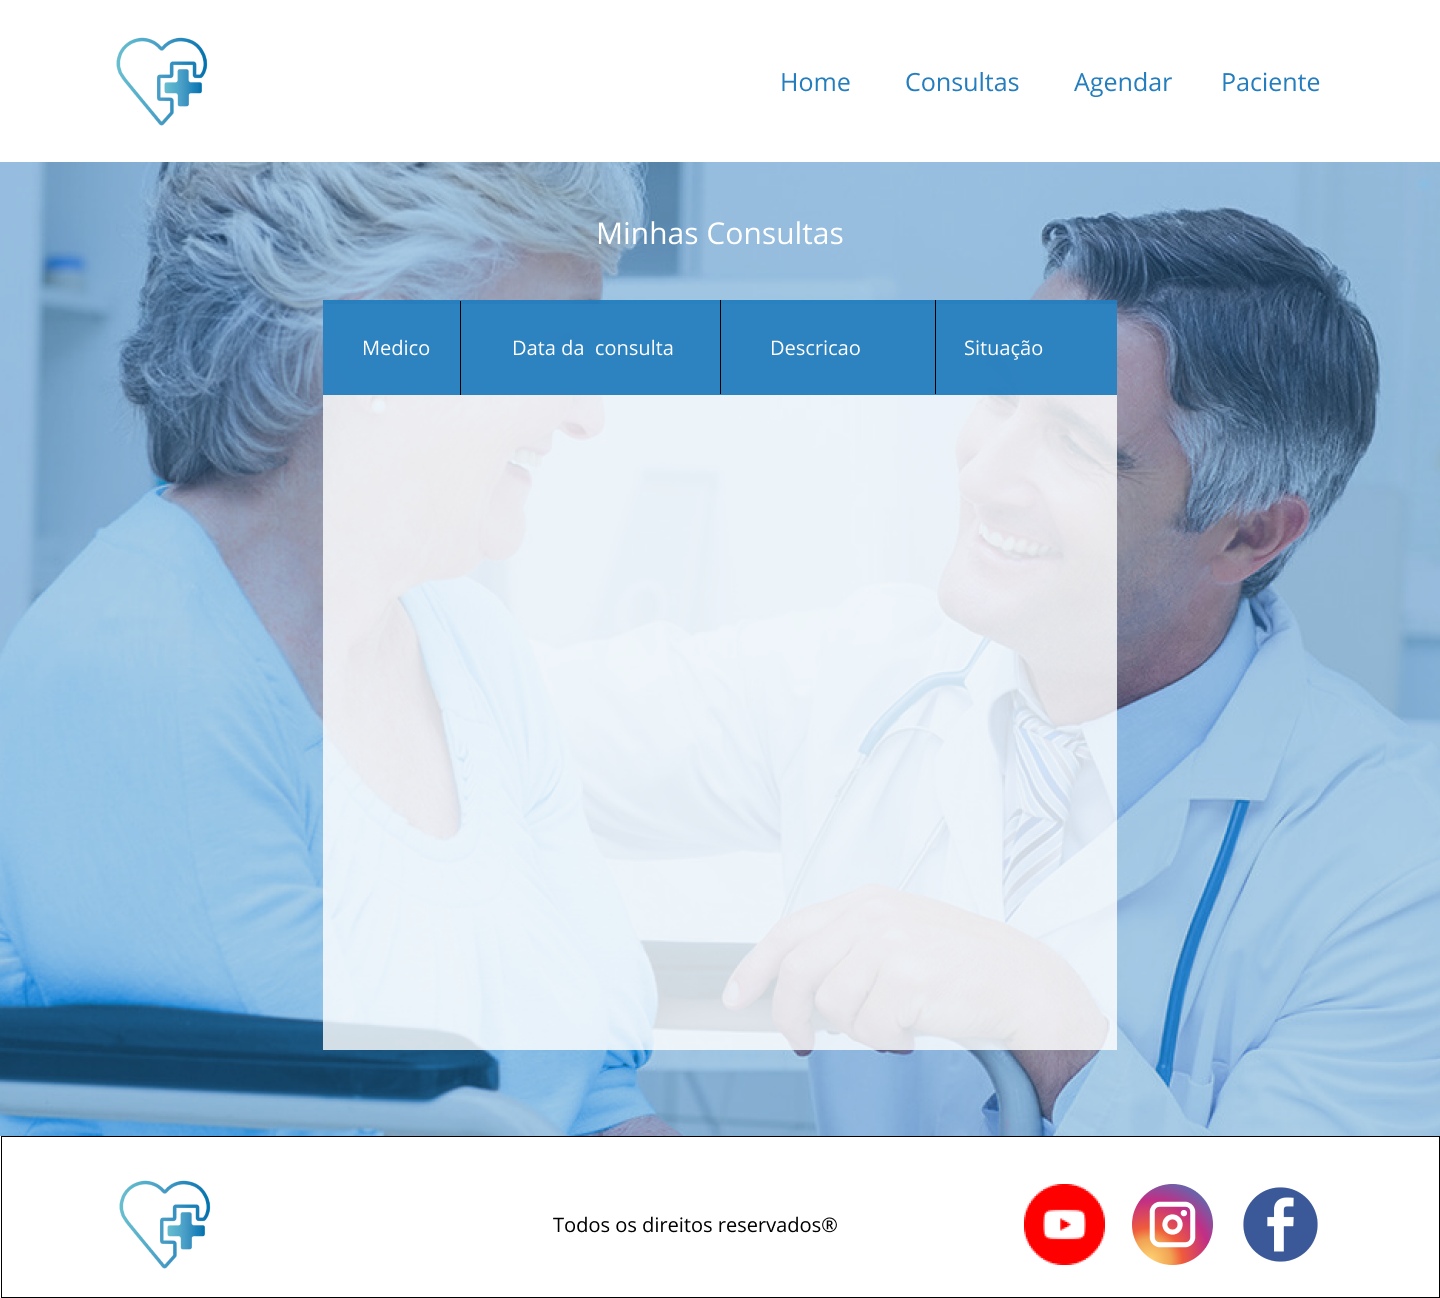 Home Consultas Agendar Paciente
Minhas Consultas
Medico Data da consulta Descricao Situação
Todos os direitos reservados®